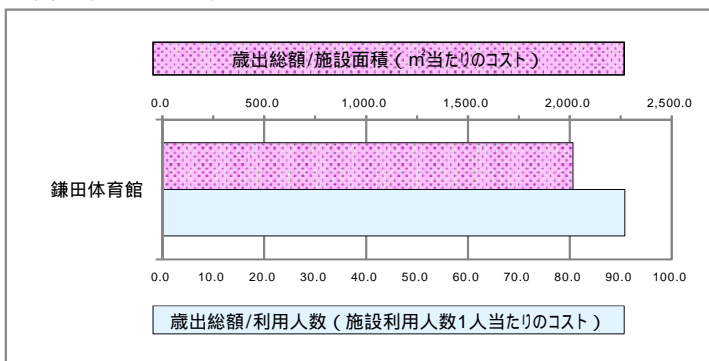 歳出総額/施設面積（㎡当たりのコスト）
0.0 500.0 1,000.0 1,500.0 2,000.0 2,500.0
鎌田体育館
0.0 10.0 20.0 30.0 40.0 50.0 60.0 70.0 80.0 90.0 100.0
歳出総額/利用人数（施設利用人数1人当たりのコスト）